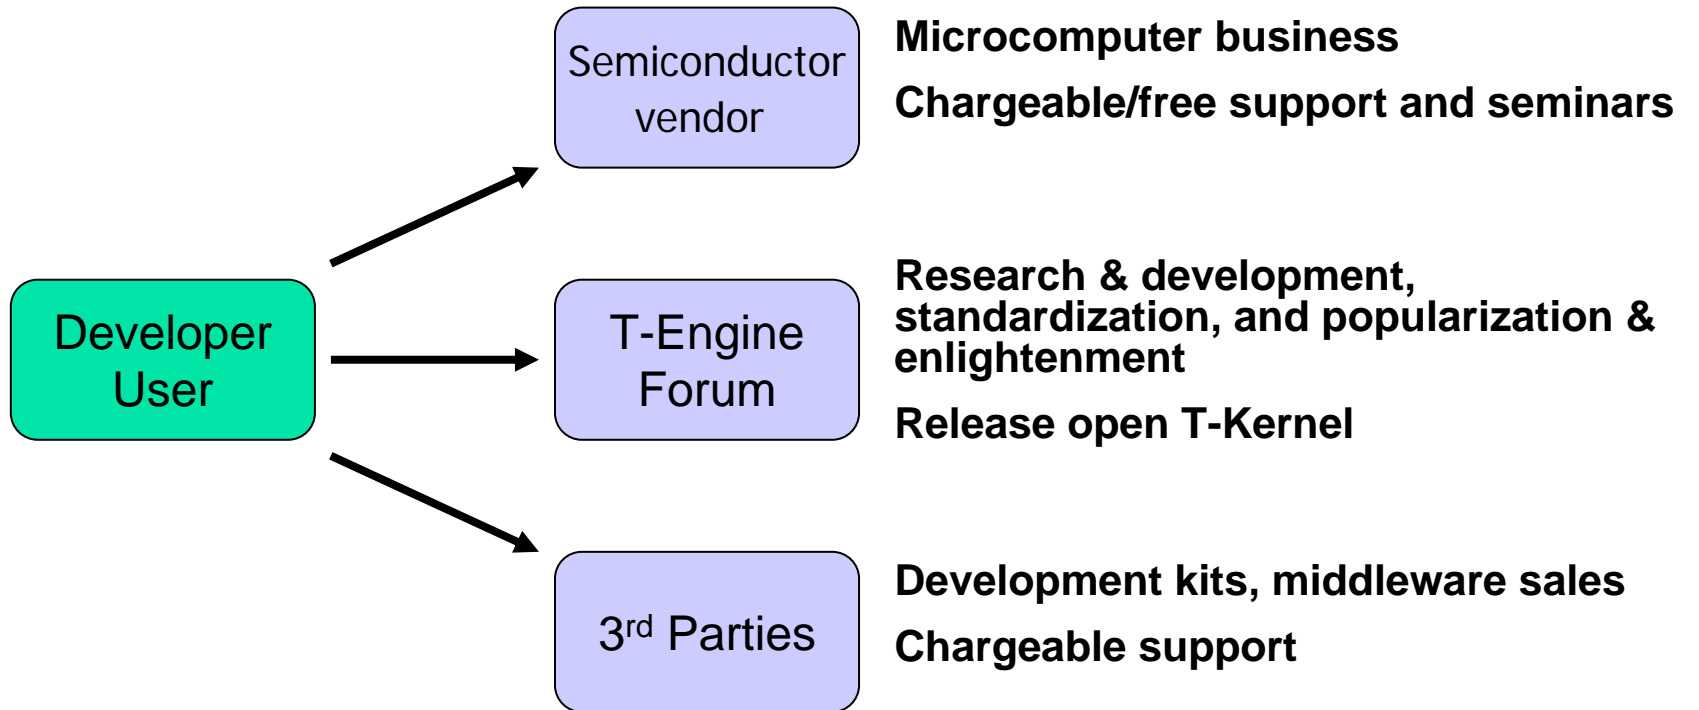 Semiconductor
vendor
Microcomputer business
Chargeable/free support and seminars
Developer
User
T-Engine
Forum
Research & development,
standardization, and popularization &
enlightenment
Release open T-Kernel
3rd Parties
Development kits, middleware sales
Chargeable support